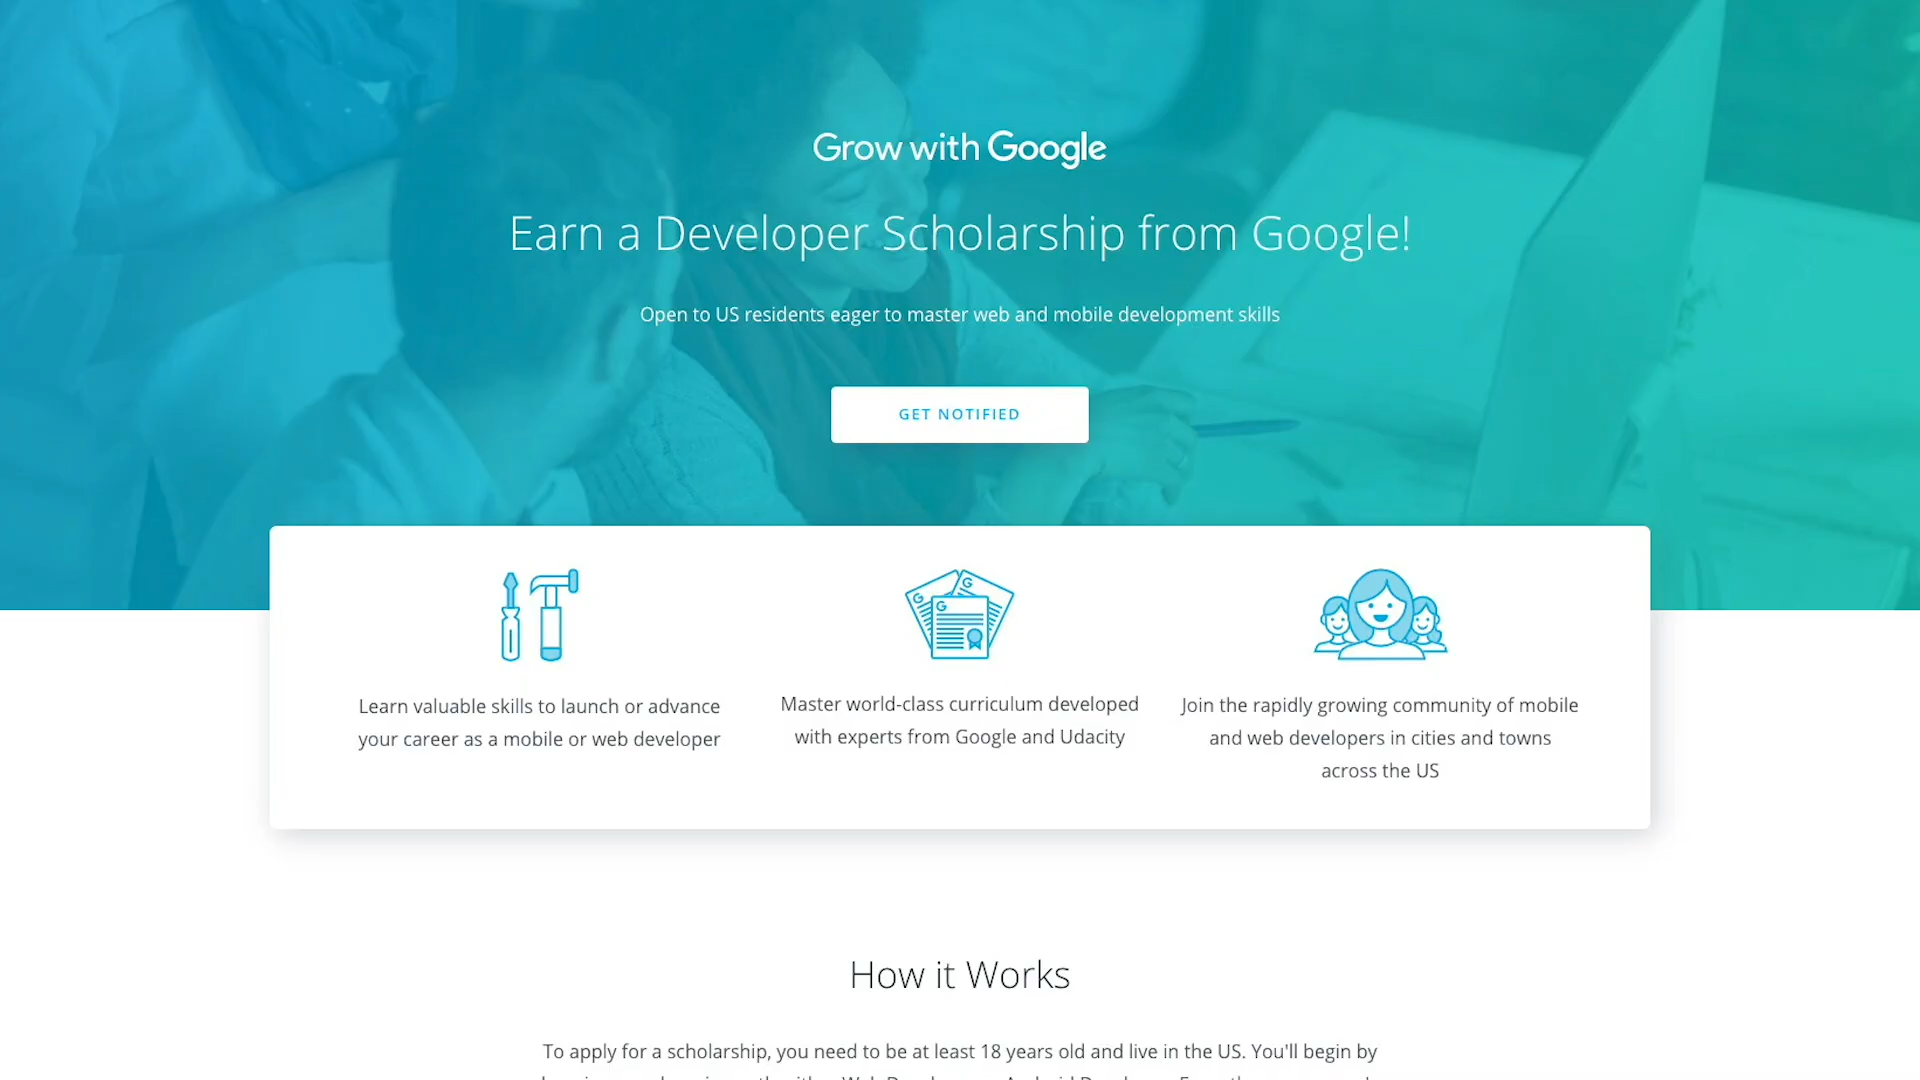 Grow with Google
Earn a Developer Scholarship from Google!
Open to US residents eager to master web and mobile development skills
GET NOTIFIED
Learn valuable skills to launch or advance
your career as a mobile or web developer
Master world-class curriculum developed
with experts from Google and Udacity
Join the rapidly growing community of mobile
and web developers in cities and towns
across the US
How it Works
To apply for a scholarship, you need to be at least 18 years old and live in the US. You'll begin by